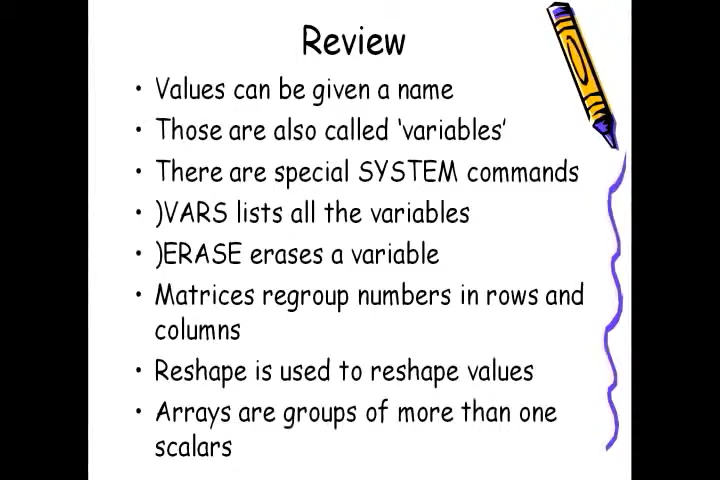 Review
• Values can be given a name
• Those are also called ‘variables’
• There are special SYSTEM commands
• )VARS lists all the variables
• )ERASE erases a variable
• Matrices regroup numbers in rows and
columns
• Reshape is used to reshape values
• Arrays are groups of more than one
scalars